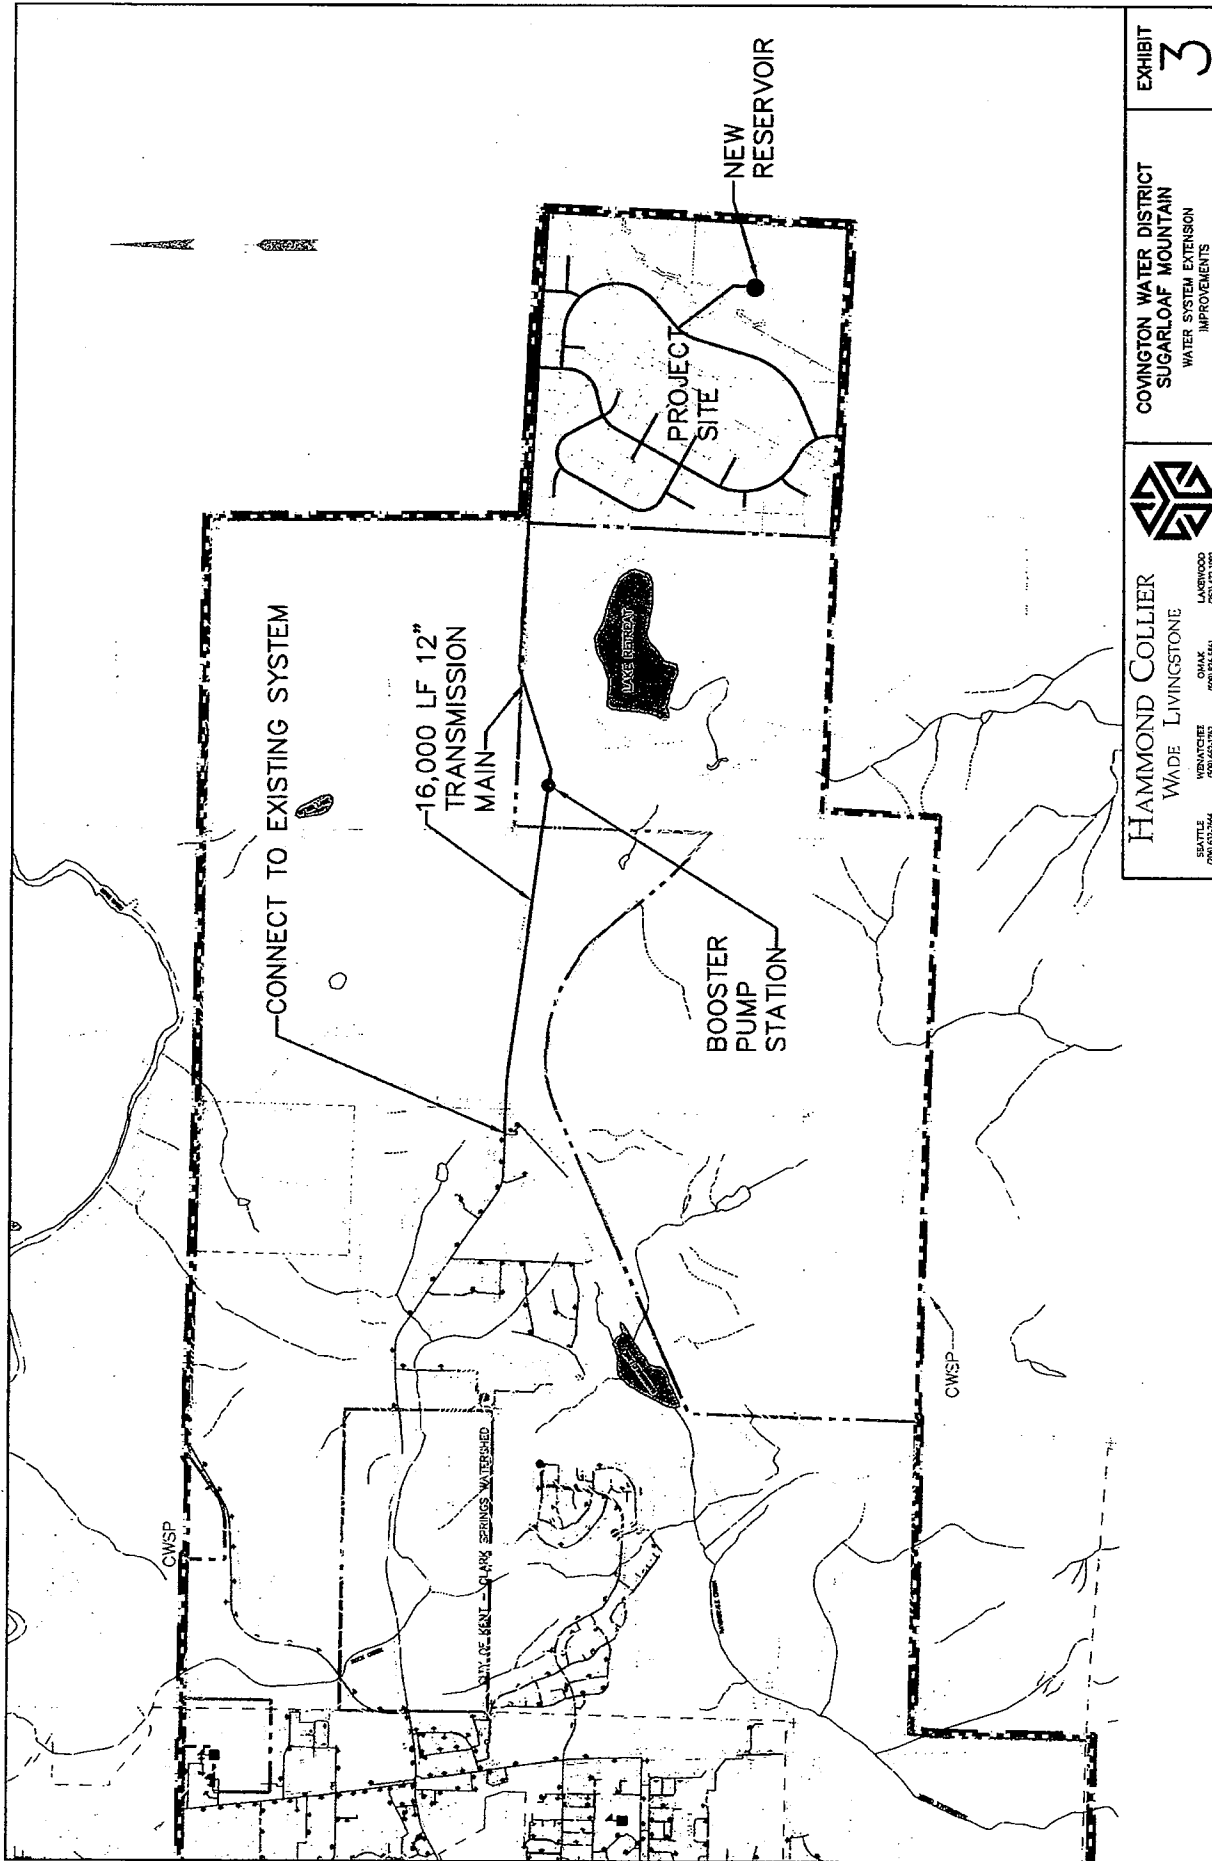 CONNECT TO EXISTING SYSTEM
16,000 LF 12"
TRANSMISSION
MAIN
NEW
RESERVOIR
PROJECT
SITE
LAKE RETREAT
BOOSTER
PUMP
STATION
CWSP
CWSP
CITY OF KENT - CLARK SPRINGS WATERSHED
ROCK CREEK
HAMMOND COLLIER
WADE LIVINGSTONE
SEATTLE
WENATCHEE
OMAK
LAKEWOOD
COVINGTON WATER DISTRICT
SUGARLOAF MOUNTAIN
WATER SYSTEM EXTENSION
IMPROVEMENTS
EXHIBIT
3